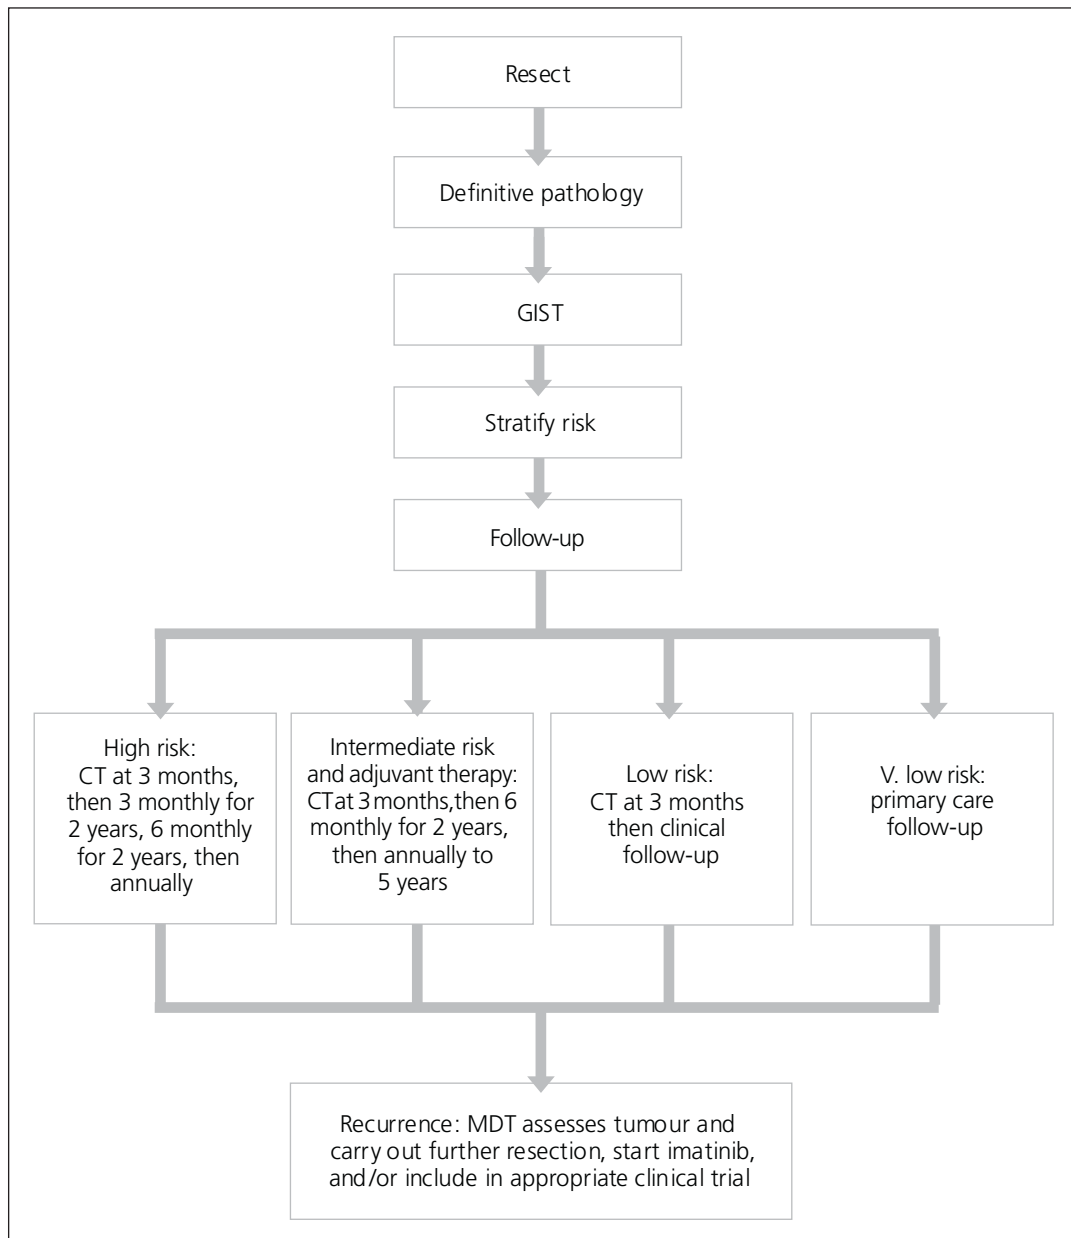 Resect
Definitive pathology
GIST
Stratify risk
Follow-up
High risk:
CT at 3 months,
then 3 monthly for
2 years, 6 monthly
for 2 years, then
annually
Intermediate risk
and adjuvant therapy:
CT at 3 months, then 6
monthly for 2 years,
then annually to
5 years
Low risk:
CT at 3 months
then clinical
follow-up
V. low risk:
primary care
follow-up
Recurrence: MDT assesses tumour and
carry out further resection, start imatinib,
and/or include in appropriate clinical trial